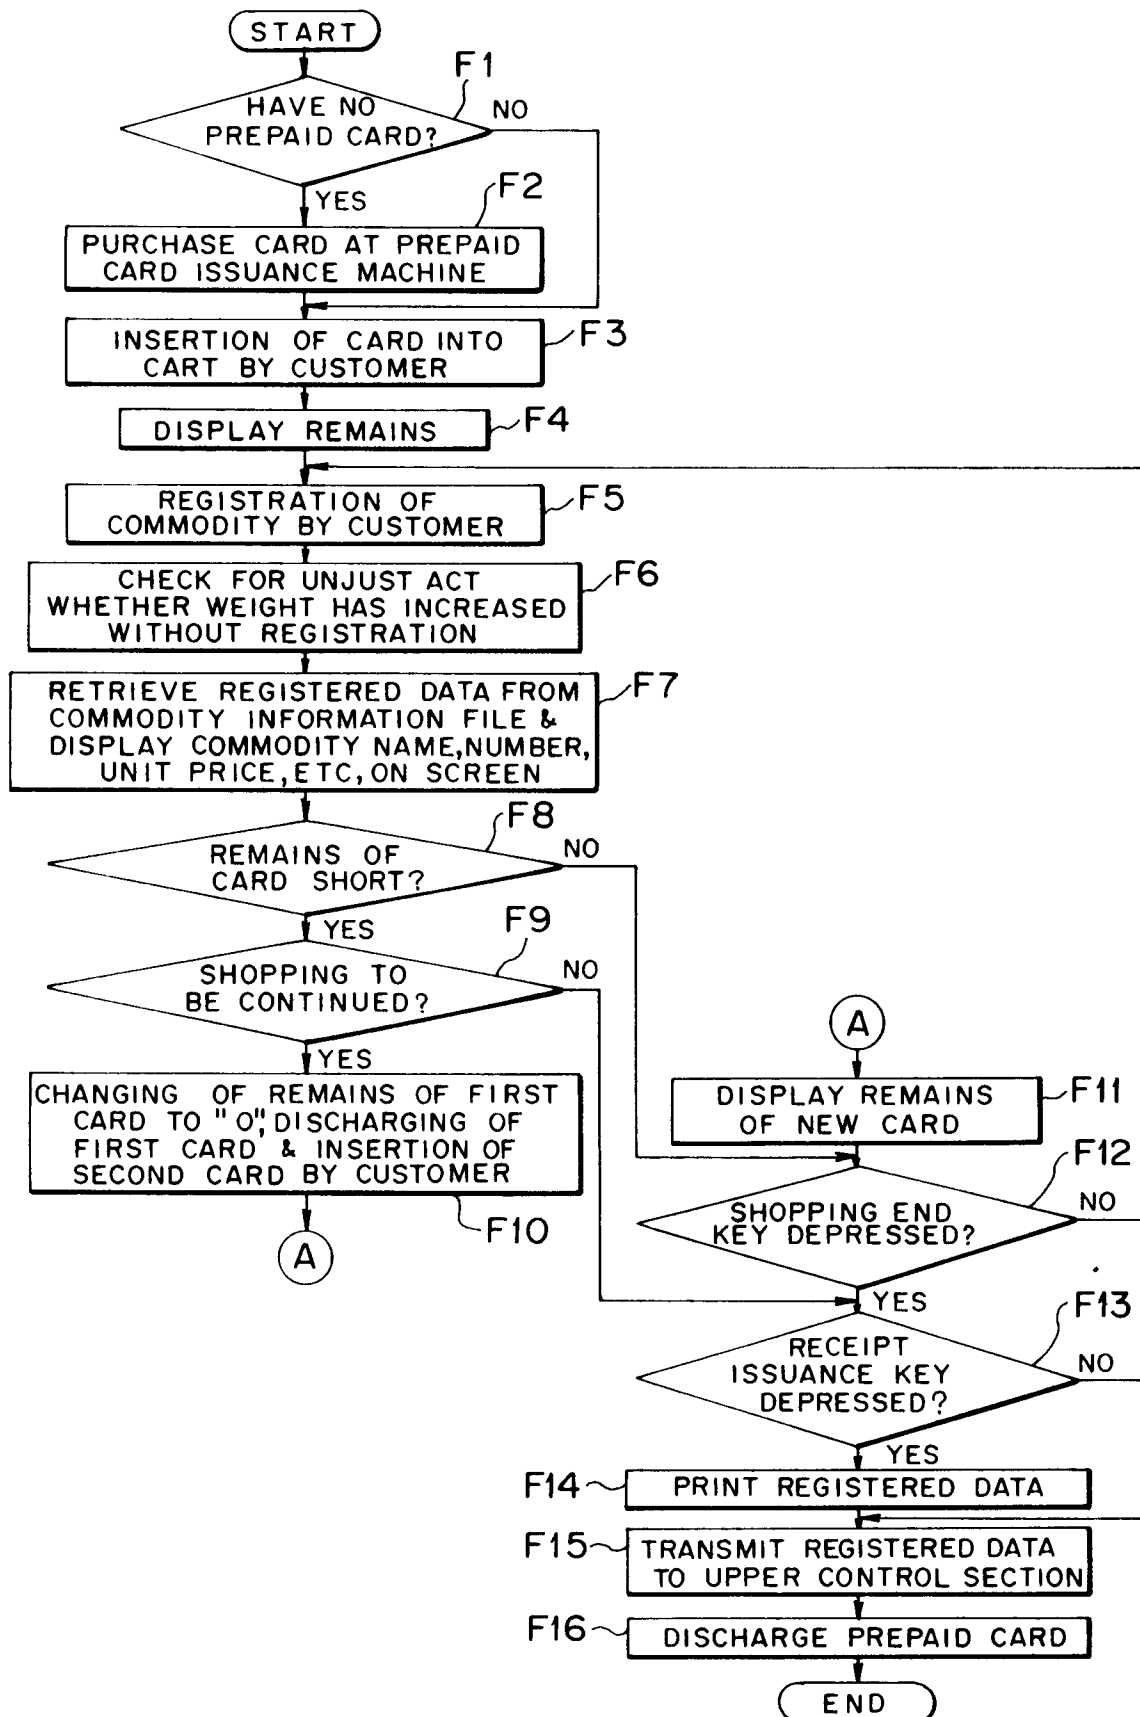 START
F1
HAVE NO
PREPAID CARD?
NO
YES
F2
PURCHASE CARD AT PREPAID
CARD ISSUANCE MACHINE
INSERTION OF CARD INTO
CART BY CUSTOMER
F3
DISPLAY REMAINS
F4
REGISTRATION OF
COMMODITY BY CUSTOMER
F5
CHECK FOR UNJUST ACT
WHETHER WEIGHT HAS INCREASED
WITHOUT REGISTRATION
F6
RETRIEVE REGISTERED DATA FROM
COMMODITY INFORMATION FILE &
DISPLAY COMMODITY NAME, NUMBER,
UNIT PRICE, ETC, ON SCREEN
F7
F8
REMAINS OF
CARD SHORT?
NO
YES
F9
SHOPPING TO
BE CONTINUED?
NO
YES
CHANGING OF REMAINS OF FIRST
CARD TO "0", DISCHARGING OF
FIRST CARD & INSERTION OF
SECOND CARD BY CUSTOMER
F10
A
A
DISPLAY REMAINS
OF NEW CARD
F11
F12
SHOPPING END
KEY DEPRESSED?
NO
YES
F13
RECEIPT
ISSUANCE KEY
DEPRESSED?
NO
YES
F14
PRINT REGISTERED DATA
F15
TRANSMIT REGISTERED DATA
TO UPPER CONTROL SECTION
F16
DISCHARGE PREPAID CARD
END